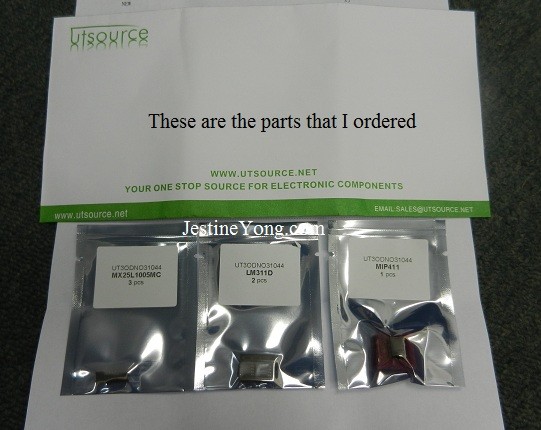 utsource
These are the parts that I ordered
WWW.UTSOURCE.NET
YOUR ONE STOP SOURCE FOR ELECTRONIC COMPONENTS
www.utsource.net
EMAIL:SALES@UTSOURCE.NET
JestineYong.com
UT3ODNO31044
MX25L1005MC
3 pcs
UT3ODNO31044
LM311D
2 pcs
UT3ODNO31044
MIP411
5 pcs